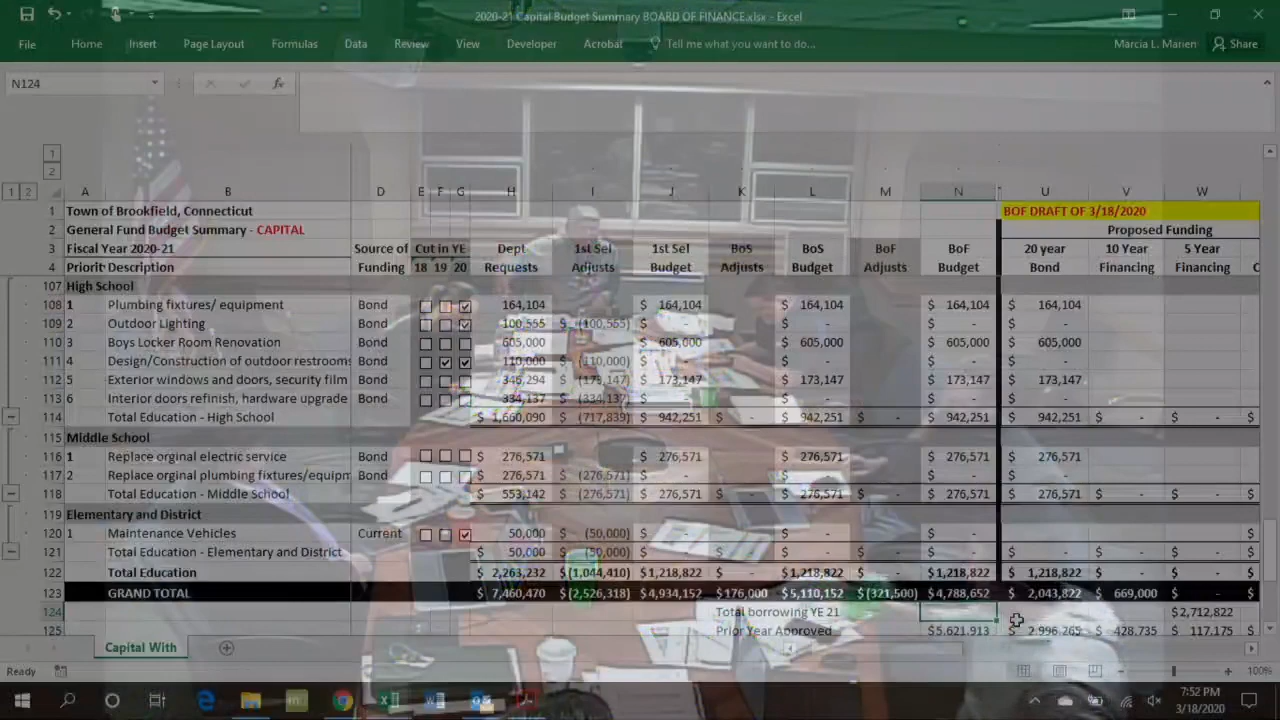 2020-21 Capital Budget Summary BOARD OF FINANCE.xlsx - Excel
File Home Insert Page Layout Formulas Data Review View Developer Acrobat Tell me what you want to do... Marcia L. Marien Share
N124 fx
1
2
1 2 A B D E F G H I J K L M N U V W
1 Town of Brookfield, Connecticut BOF DRAFT OF 3/18/2020
2 General Fund Budget Summary - CAPITAL Proposed Funding
3 Fiscal Year 2020-21 Source of Cut in YE Dept 1st Sel 1st Sel BoS BoS BoF BoF 20 year 10 Year 5 Year
4 Priorit Description Funding 18 19 20 Requests Adjusts Budget Adjusts Budget Adjusts Budget Bond Financing Financing C
107 High School
108 1 Plumbing fixtures/ equipment Bond 164,104 $ 164,104 $ 164,104 $ 164,104 $ 164,104
109 2 Outdoor Lighting Bond 100,555 $ (100,555) $ - $ - $ - $ -
110 3 Boys Locker Room Renovation Bond 605,000 $ 605,000 $ 605,000 $ 605,000 $ 605,000
111 4 Design/Construction of outdoor restrooms Bond 110,000 $ (110,000) $ - $ - $ - $ -
112 5 Exterior windows and doors, security film Bond 346,294 $ (173,147) $ 173,147 $ 173,147 $ 173,147 $ 173,147
113 6 Interior doors refinish, hardware upgrade Bond 334,137 $ (334,137) $ - $ - $ - $ -
114 Total Education - High School $ 1,660,090 $ (717,839) $ 942,251 $ - $ 942,251 $ - $ 942,251 $ 942,251 $ - $ -
115 Middle School
116 1 Replace orginal electric service Bond $ 276,571 $ 276,571 $ 276,571 $ 276,571 $ 276,571
117 2 Replace orginal plumbing fixtures/equipm Bond $ 276,571 $ (276,571) $ - $ - $ - $ -
118 Total Education - Middle School $ 553,142 $ (276,571) $ 276,571 $ - $ 276,571 $ - $ 276,571 $ 276,571 $ - $ -
119 Elementary and District
120 1 Maintenance Vehicles Current 50,000 $ (50,000) $ - $ - $ - $
121 Total Education - Elementary and District $ 50,000 $ (50,000) $ - $ - $ - $ - $ - $ - $ - $ - $
122 Total Education $ 2,263,232 $(1,044,410) $1,218,822 $ - $1,218,822 $ - $1,218,822 $ 1,218,822 $ - $ - $
123 GRAND TOTAL $ 7,460,470 $(2,526,318) $ 4,934,152 $176,000 $5,110,152 $(321,500) $4,788,652 $ 2,043,822 $ 669,000 $ - $
124 Total borrowing YE 21 $2,712,822
125 Prior Year Approved $5,621,913 $ 2,996,265 $ 428,735 $ 117,175 $
Capital With
Ready 100%
7:52 PM
3/18/2020